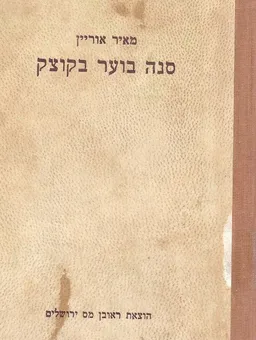 מאיר אוריין
סנה בוער בקוצק
הוצאת ראובן מס ירושלים